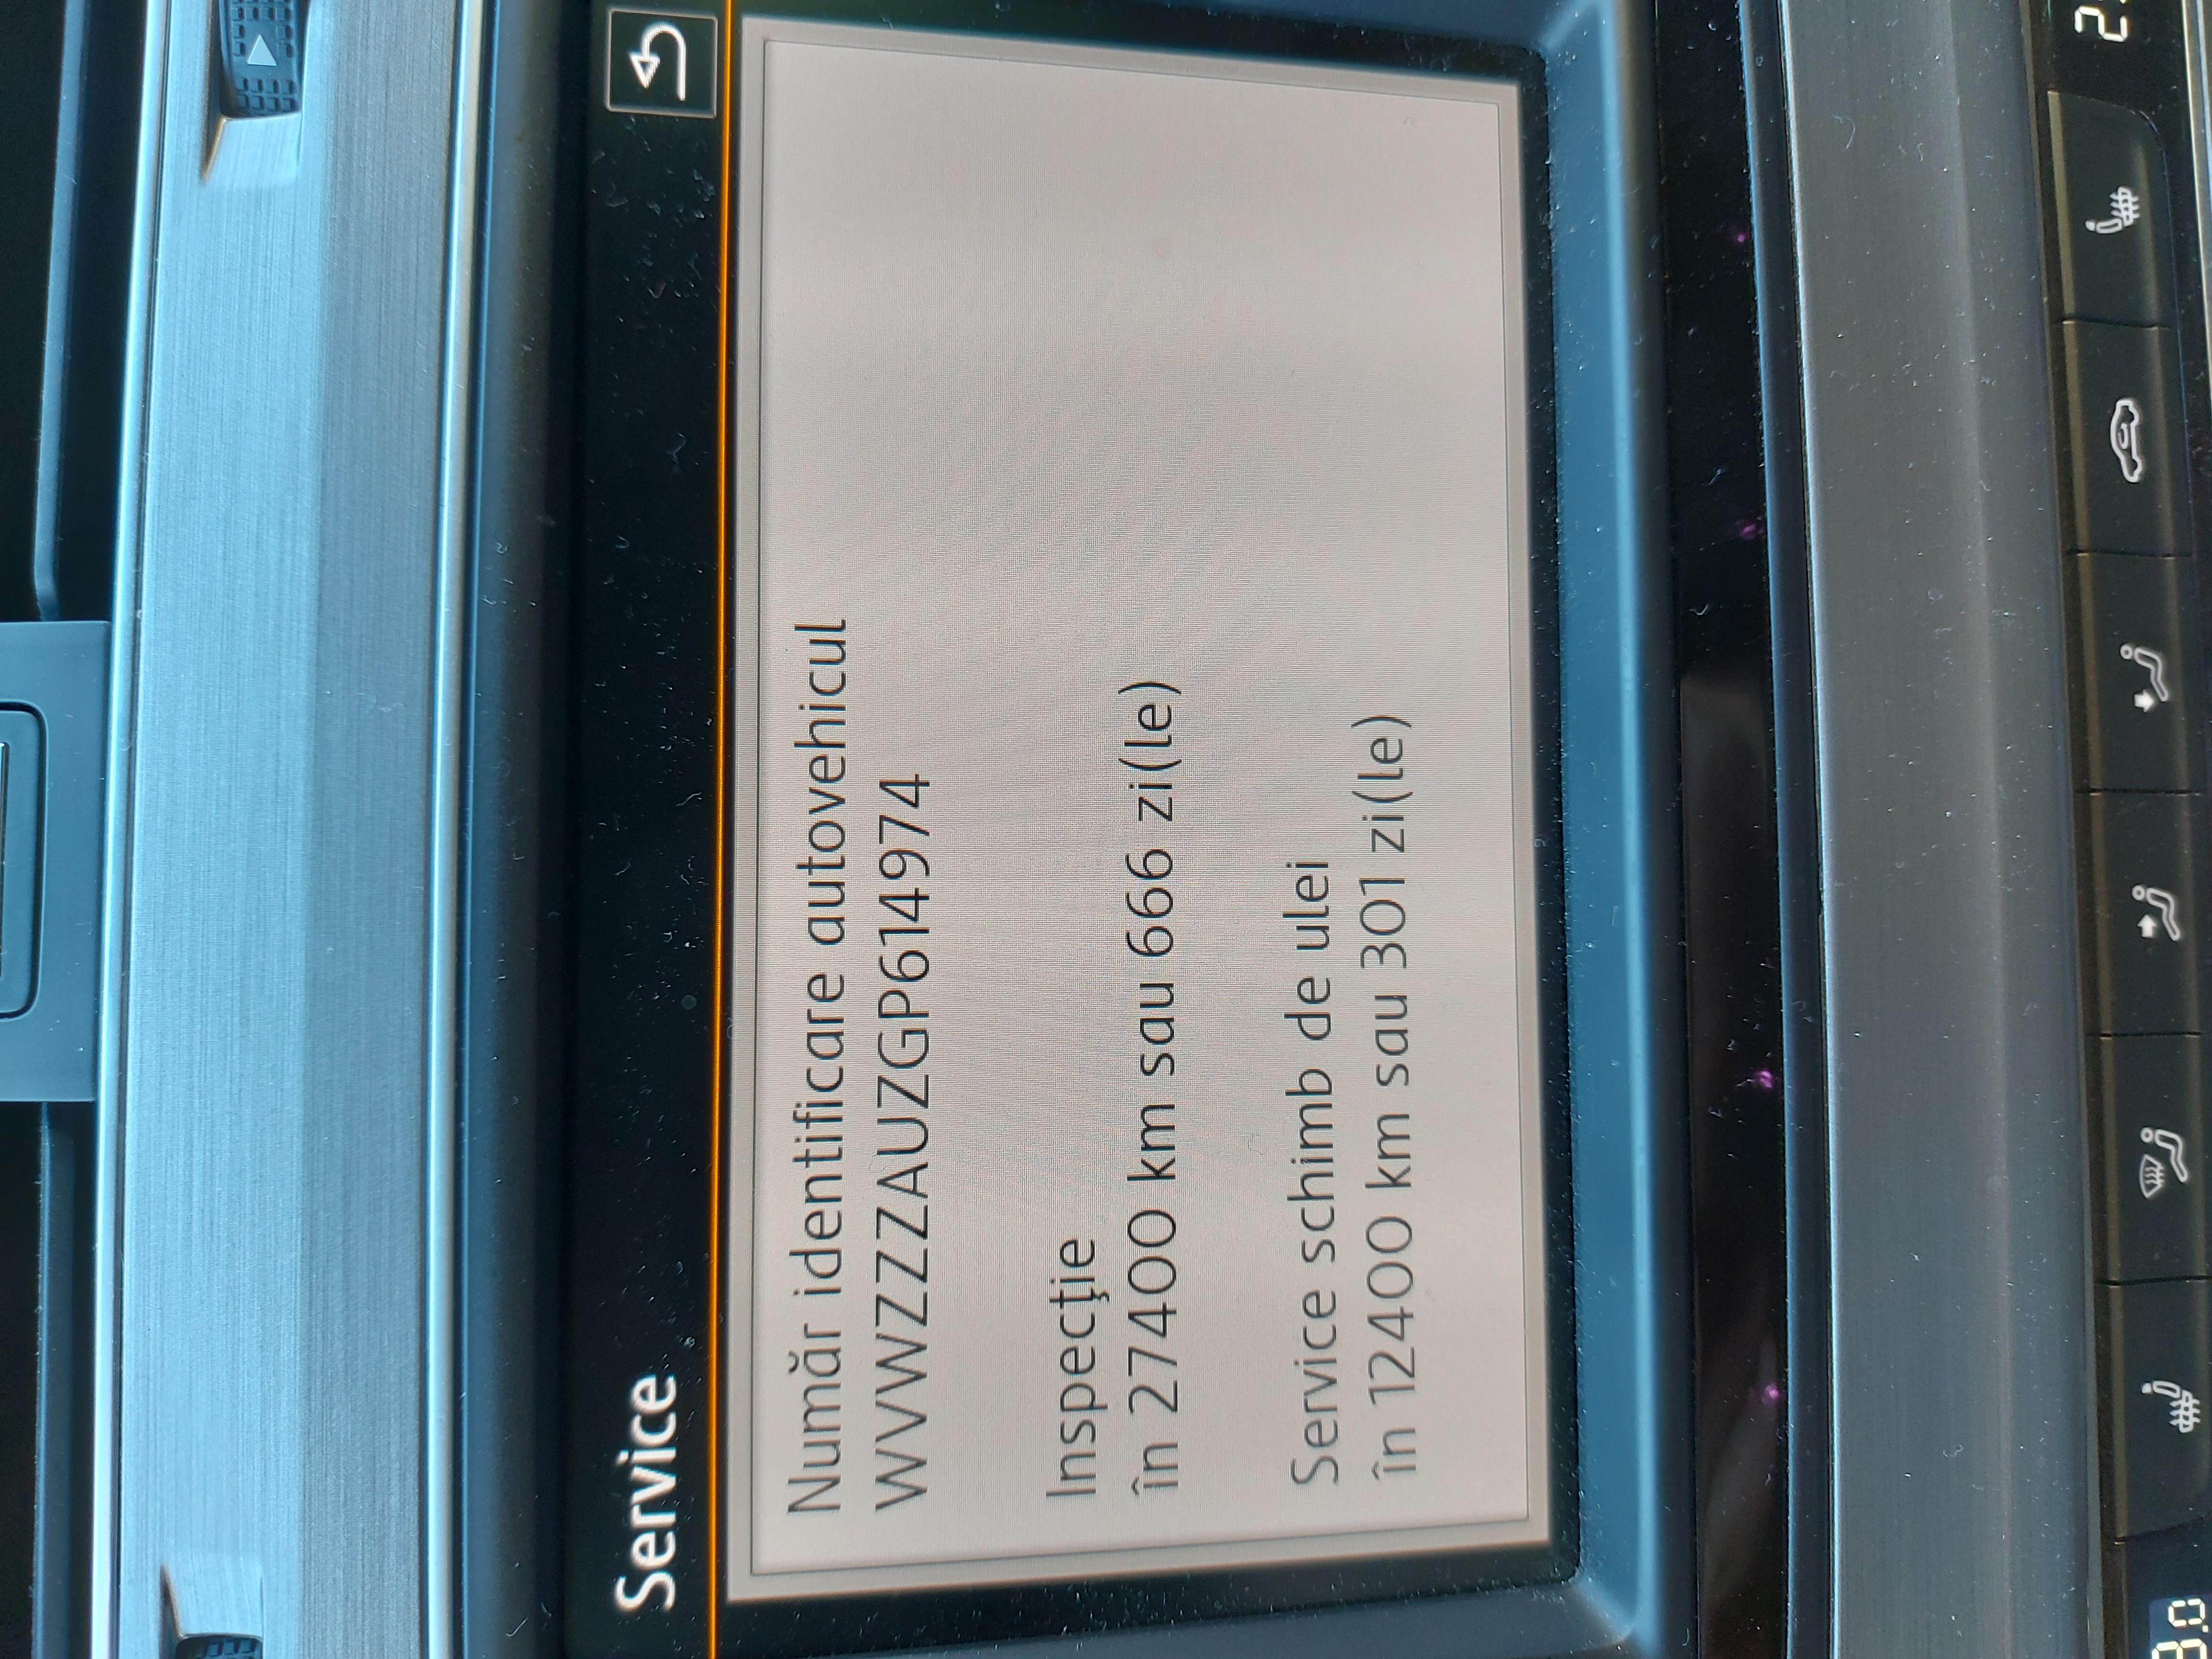 Service
Număr identificare autovehicul
WVWZZZAUZGP614974
Inspecţie
în 27400 km sau 666 zi(le)
Service schimb de ulei
în 12400 km sau 301 zi(le)